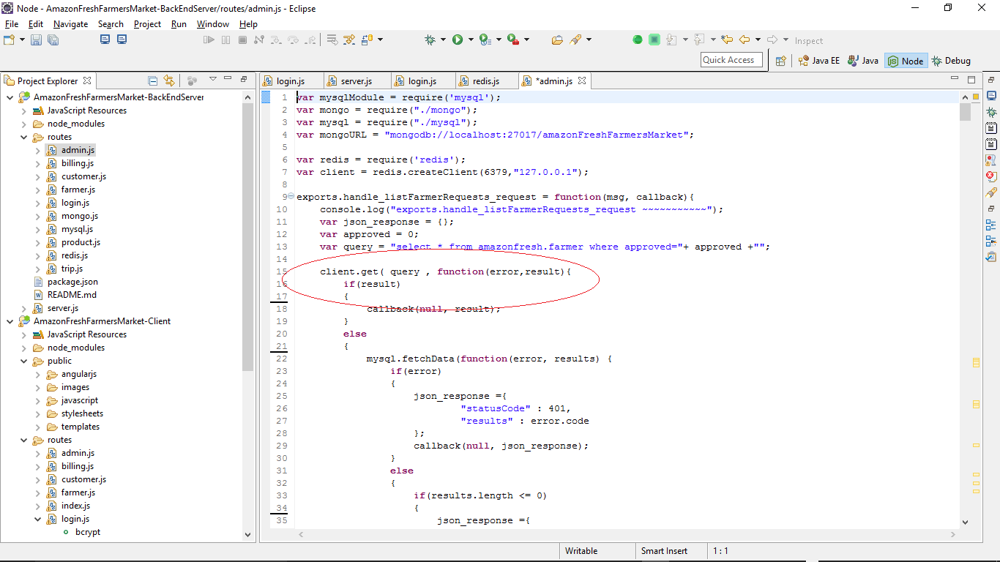 Node - AmazonFreshFarmersMarket-BackEndServer/routes/admin.js - Eclipse
File Edit Navigate Search Project Run Window Help
Inspect
Quick Access
Java EE Java Node Debug
Project Explorer
login.js server.js login.js redis.js *admin.js
AmazonFreshFarmersMarket-BackEndServer
JavaScript Resources
node_modules
routes
admin.js
billing.js
customer.js
farmer.js
login.js
mongo.js
mysql.js
product.js
redis.js
trip.js
package.json
README.md
server.js
AmazonFreshFarmersMarket-Client
JavaScript Resources
node_modules
public
angularjs
images
javascript
stylesheets
templates
routes
admin.js
billing.js
customer.js
farmer.js
index.js
login.js
bcrypt
1 var mysqlModule = require('mysql');
2 var mongo = require("./mongo");
3 var mysql = require("./mysql");
4 var mongoURL = "mongodb://localhost:27017/amazonFreshFarmersMarket";
5
6 var redis = require('redis');
7 var client = redis.createClient(6379,"127.0.0.1");
8
9 exports.handle_listFarmerRequests_request = function(msg, callback){
10 console.log("exports.handle_listFarmerRequests_request ~~~~~~~~~~~");
11 var json_response = {};
12 var approved = 0;
13 var query = "select * from amazonfresh.farmer where approved="+ approved +"";
14
15 client.get( query , function(error,result){
16 if(result)
17 {
18 callback(null, result);
19 }
20 else
21 {
22 mysql.fetchData(function(error, results) {
23 if(error)
24 {
25 json_response ={
26 "statusCode" : 401,
27 "results" : error.code
28 };
29 callback(null, json_response);
30 }
31 else
32 {
33 if(results.length <= 0)
34 {
35 json_response ={
Writable Smart Insert 1 : 1